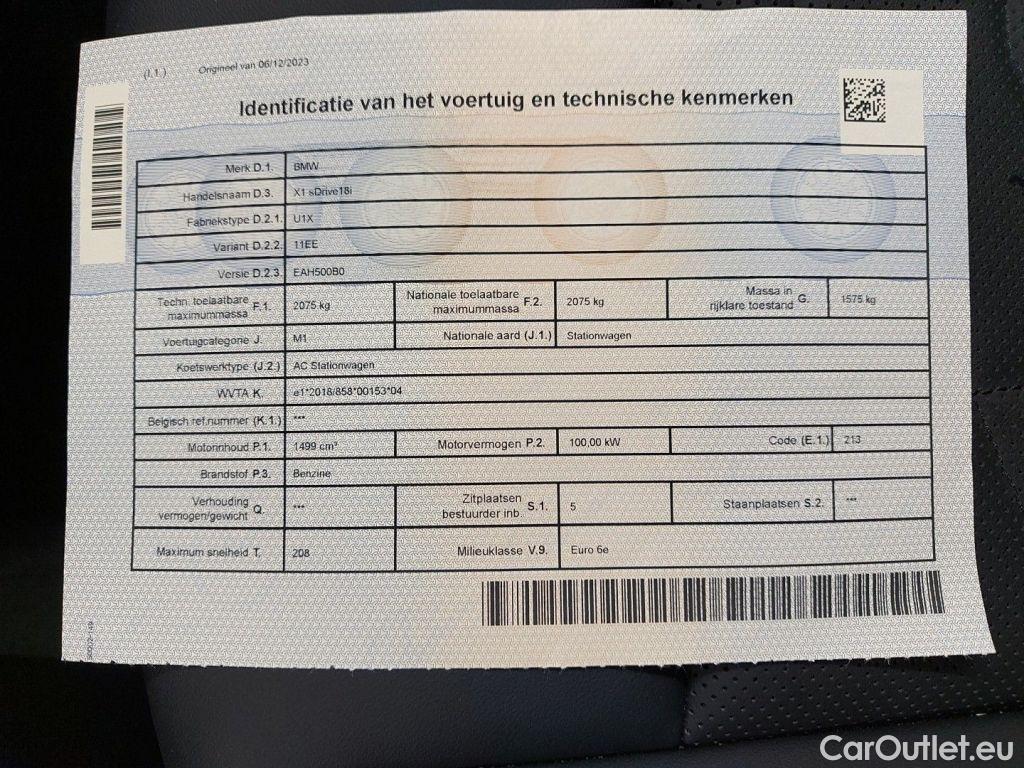 (I.1.) Origineel van 06/12/2023
Identificatie van het voertuig en technische kenmerken
Merk D.1. BMW
Handelsnaam D.3. X1 sDrive18i
Fabriekstype D.2.1. U1X
Variant D.2.2. 11EE
Versie D.2.3. EAH500B0
Techn. toelaatbare maximummassa F.1. 2075 kg Nationale toelaatbare maximummassa F.2. 2075 kg Massa in rijklare toestand G. 1575 kg
Voertuigcategorie J. M1 Nationale aard (J.1.) Stationwagen
Koetswerktype (J.2.) AC Stationwagen
WVTA K. e1*2018/858*00153*04
Belgisch ref.nummer (K.1.) ***
Motorinhoud P.1. 1499 cm³ Motorvermogen P.2. 100,00 kW Code (E.1.) 213
Brandstof P.3. Benzine
Verhouding vermogen/gewicht Q. *** Zitplaatsen bestuurder inb. S.1. 5 Staanplaatsen S.2. ***
Maximum snelheid T. 208 Milieuklasse V.9. Euro 6e
CarOutlet.eu